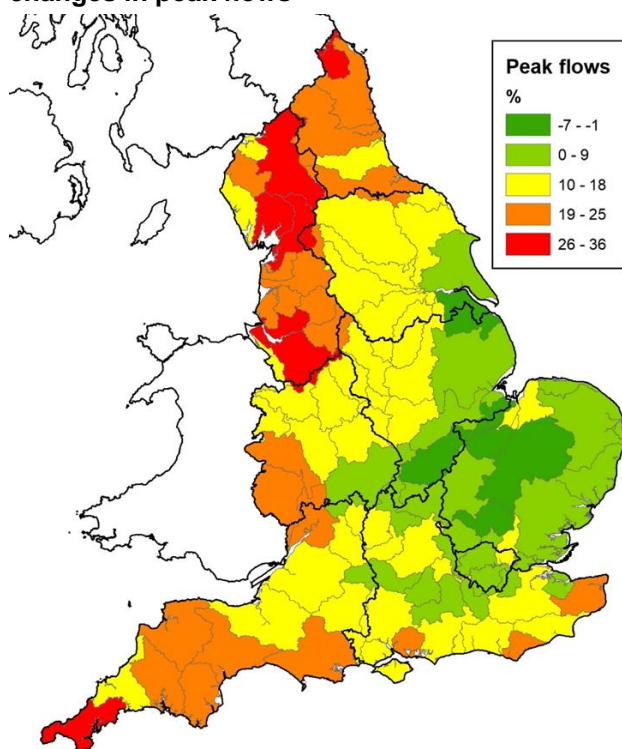 changes in peak flows
Peak flows
%
-7 - -1
0 - 9
10 - 18
19 - 25
26 - 36